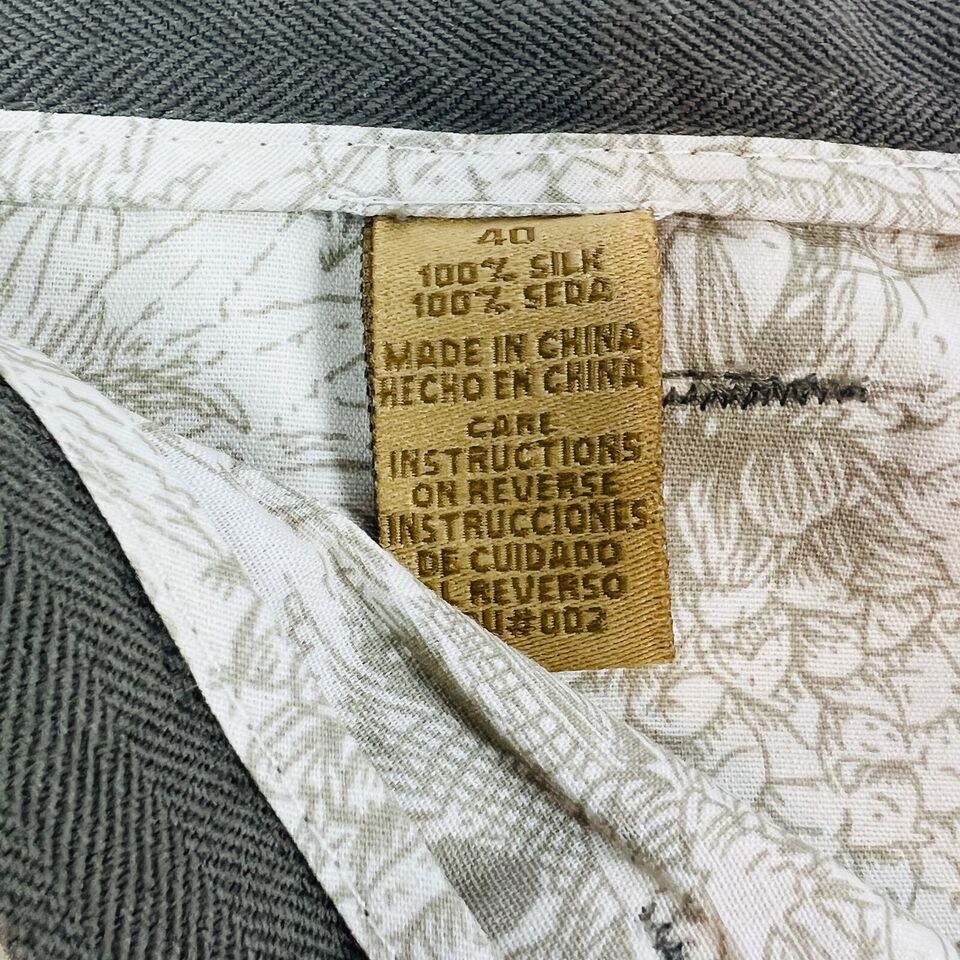 40
100% SILK
100% SEDA
MADE IN CHINA
HECHO EN CHINA
CARE
INSTRUCTIONS
ON REVERSE
INSTRUCCIONES
DE CUIDADO
REVERSO
#002